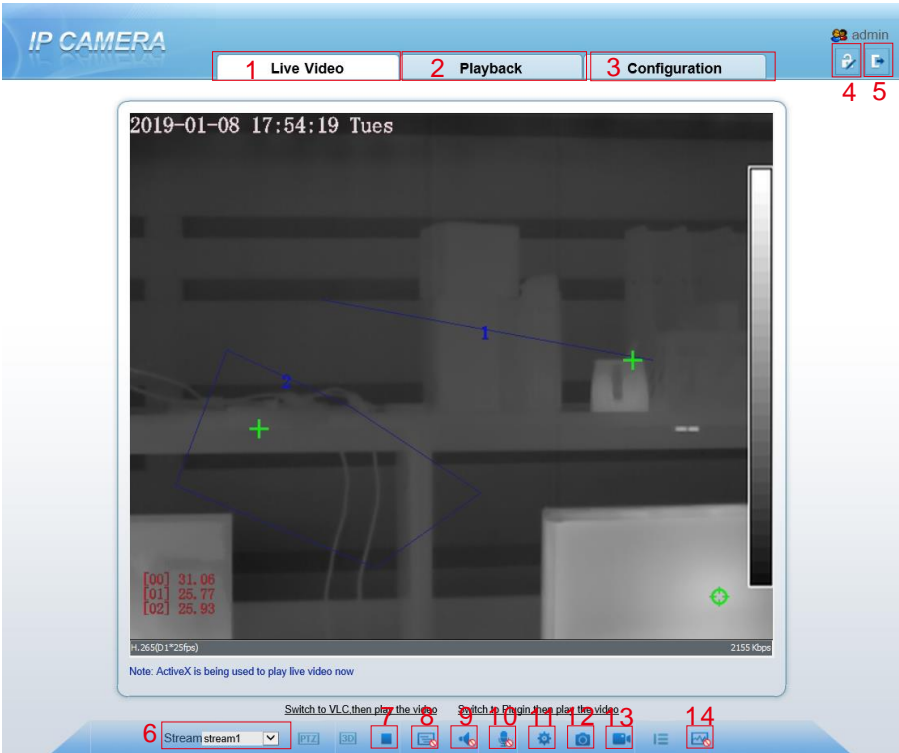 IP CAMERA
admin
1 Live Video
2 Playback
3 Configuration
4 5
2019-01-08 17:54:19 Tues
1
2
[00] 31.06
[01] 25.77
[02] 25.93
H.265(D1*25fps)
2155 Kbps
Note: ActiveX is being used to play live video now
Switch to VLC,then play the video
Switch to Plugin,then play the video
7 8 9 10 11 12 13 14
6 Stream stream1
PTZ 3D